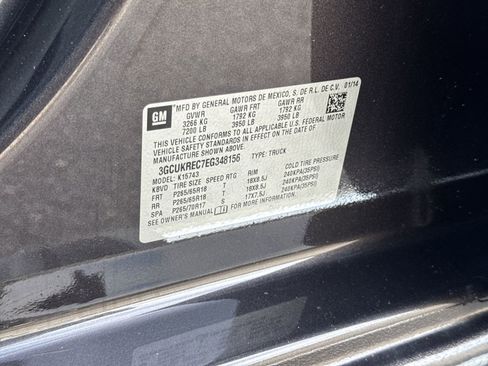 GM
MFD BY GENERAL MOTORS DE MEXICO, S. DE R.L. DE C.V. 01/14
GVWR GAWR FRT GAWR RR
3266 KG 1792 KG 1792 KG
7200 LB 3950 LB 3950 LB
THIS VEHICLE CONFORMS TO ALL APPLICABLE U.S. FEDERAL MOTOR
VEHICLE SAFETY STANDARDS IN EFFECT ON THE DATE OF
MANUFACTURE SHOWN ABOVE.
3GCUKREC7EG348156 TYPE: TRUCK
MODEL: K15743
KBVD TIRE SIZE SPEED RTG RIM COLD TIRE PRESSURE
FRT P265/65R18 T 18X8.5J 240KPA(35PSI)
RR P265/65R18 T 18X8.5J 240KPA(35PSI)
SPA P265/70R17 T 17X7.5J 240KPA(35PSI)
SEE OWNER'S MANUAL FOR MORE INFORMATION.